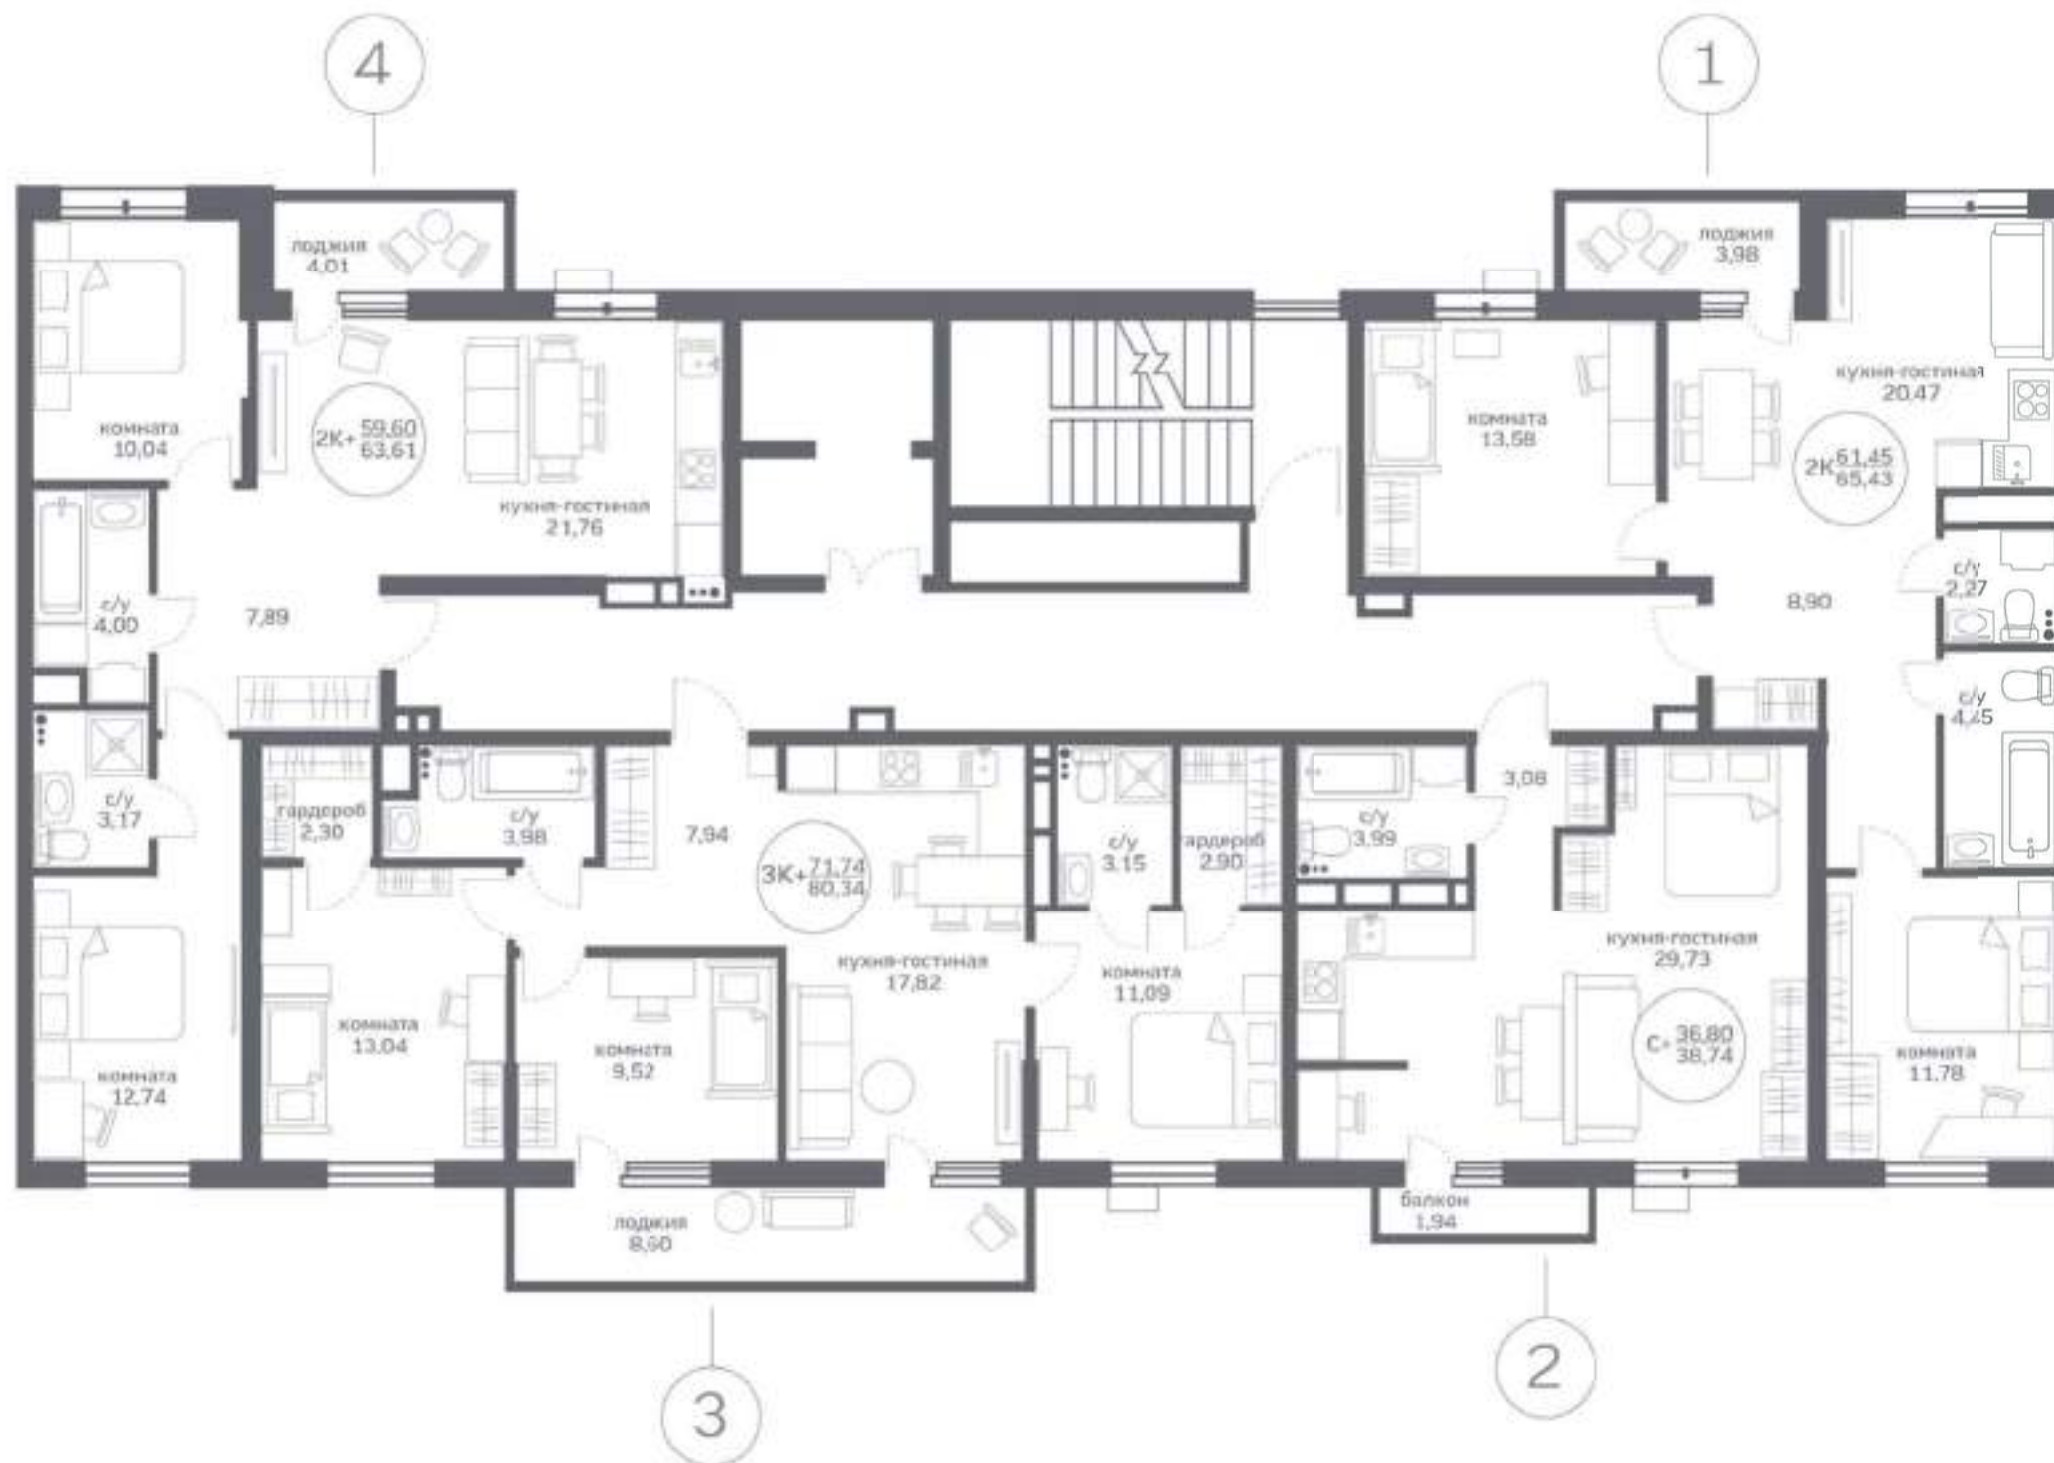 4
1
лоджия
4,01
лоджия
3,98
комната
10,04
2К+ 59,60
63,61
кухня-гостиная
21,76
комната
13,58
кухня-гостиная
20,47
2К 61,45
65,43
с/у
4,00
7,89
с/у
2,27
8,90
с/у
с/у
3,17
гардероб
2,30
с/у
3,98
7,94
3К+ 71,74
80,34
с/у
3,15
гардероб
2,90
с/у
3,99
3,08
кухня-гостиная
17,82
комната
11,09
кухня-гостиная
29,73
С+ 36,80
38,74
комната
12,74
комната
13,04
комната
9,52
комната
11,78
лоджия
8,60
балкон
1,94
3
2